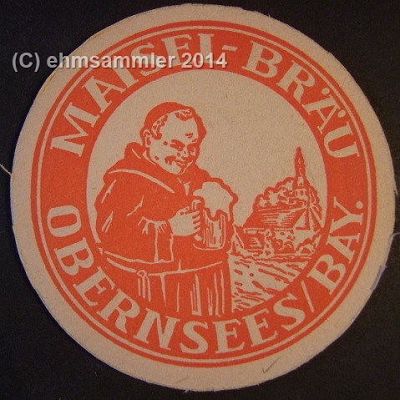 (C) ehmsammler 2014
MAISEL-BRÄU
OBERNSEES/BAY.